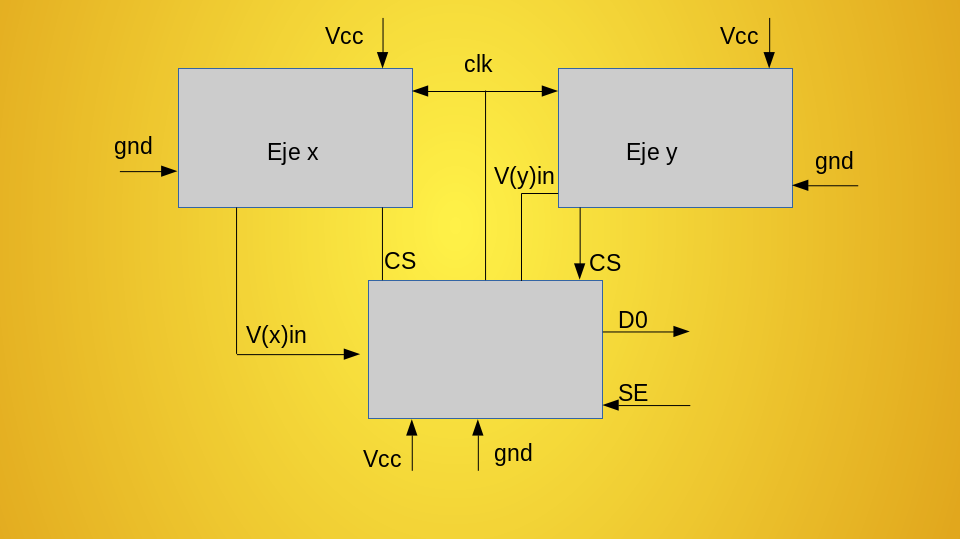 Vcc
Vcc
clk
gnd
Eje x
Eje y
gnd
V(y)in
CS
CS
D0
V(x)in
SE
Vcc
gnd